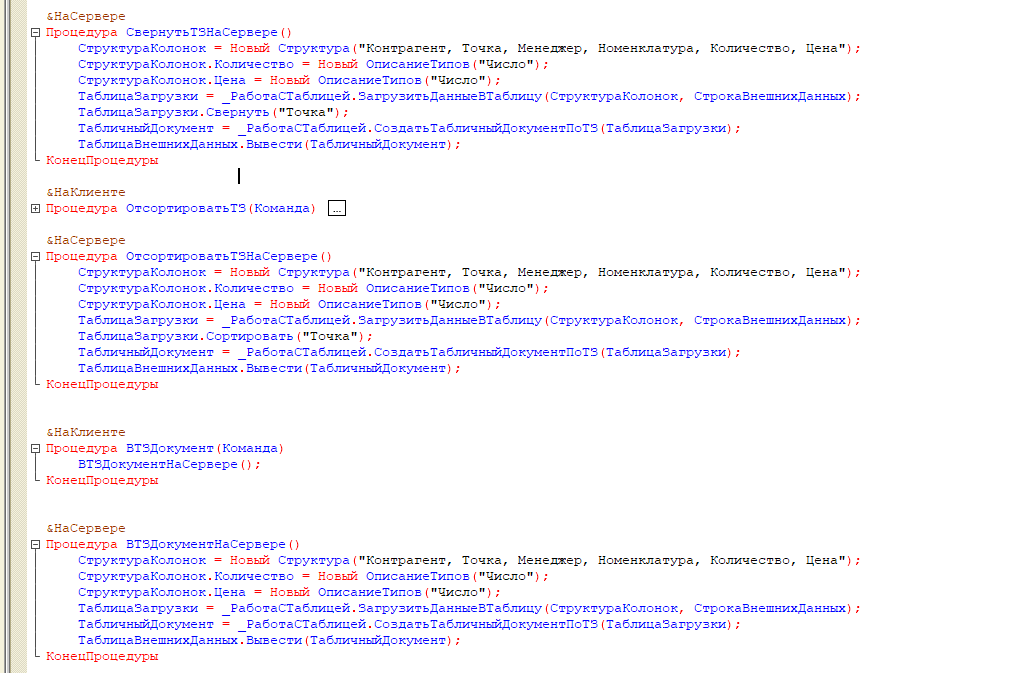 &НаСервере
Процедура СвернутьТЗНаСервере()
СтруктураКолонок = Новый Структура("Контрагент, Точка, Менеджер, Номенклатура, Количество, Цена");
СтруктураКолонок.Количество = Новый ОписаниеТипов("Число");
СтруктураКолонок.Цена = Новый ОписаниеТипов("Число");
ТаблицаЗагрузки = _РаботаСТаблицей.ЗагрузитьДанныеВТаблицу(СтруктураКолонок, СтрокаВнешнихДанных);
ТаблицаЗагрузки.Свернуть("Точка");
ТабличныйДокумент = _РаботаСТаблицей.СоздатьТабличныйДокументПоТЗ(ТаблицаЗагрузки);
ТаблицаВнешнихДанных.Вывести(ТабличныйДокумент);
КонецПроцедуры
&НаКлиенте
Процедура ОтсортироватьТЗ(Команда) ...
&НаСервере
Процедура ОтсортироватьТЗНаСервере()
СтруктураКолонок = Новый Структура("Контрагент, Точка, Менеджер, Номенклатура, Количество, Цена");
СтруктураКолонок.Количество = Новый ОписаниеТипов("Число");
СтруктураКолонок.Цена = Новый ОписаниеТипов("Число");
ТаблицаЗагрузки = _РаботаСТаблицей.ЗагрузитьДанныеВТаблицу(СтруктураКолонок, СтрокаВнешнихДанных);
ТаблицаЗагрузки.Сортировать("Точка");
ТабличныйДокумент = _РаботаСТаблицей.СоздатьТабличныйДокументПоТЗ(ТаблицаЗагрузки);
ТаблицаВнешнихДанных.Вывести(ТабличныйДокумент);
КонецПроцедуры
&НаКлиенте
Процедура ВТЗДокумент(Команда)
ВТЗДокументНаСервере();
КонецПроцедуры
&НаСервере
Процедура ВТЗДокументНаСервере()
СтруктураКолонок = Новый Структура("Контрагент, Точка, Менеджер, Номенклатура, Количество, Цена");
СтруктураКолонок.Количество = Новый ОписаниеТипов("Число");
СтруктураКолонок.Цена = Новый ОписаниеТипов("Число");
ТаблицаЗагрузки = _РаботаСТаблицей.ЗагрузитьДанныеВТаблицу(СтруктураКолонок, СтрокаВнешнихДанных);
ТабличныйДокумент = _РаботаСТаблицей.СоздатьТабличныйДокументПоТЗ(ТаблицаЗагрузки);
ТаблицаВнешнихДанных.Вывести(ТабличныйДокумент);
КонецПроцедуры